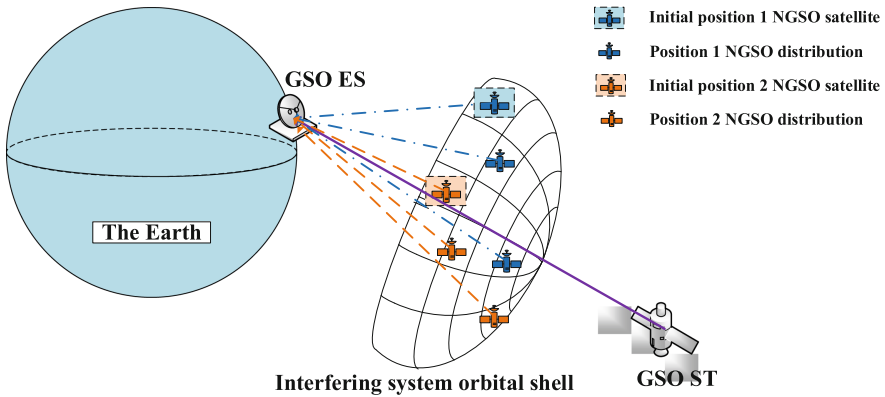 Initial position 1 NGSO satellite
Position 1 NGSO distribution
Initial position 2 NGSO satellite
Position 2 NGSO distribution
GSO ES
The Earth
Interfering system orbital shell
GSO ST